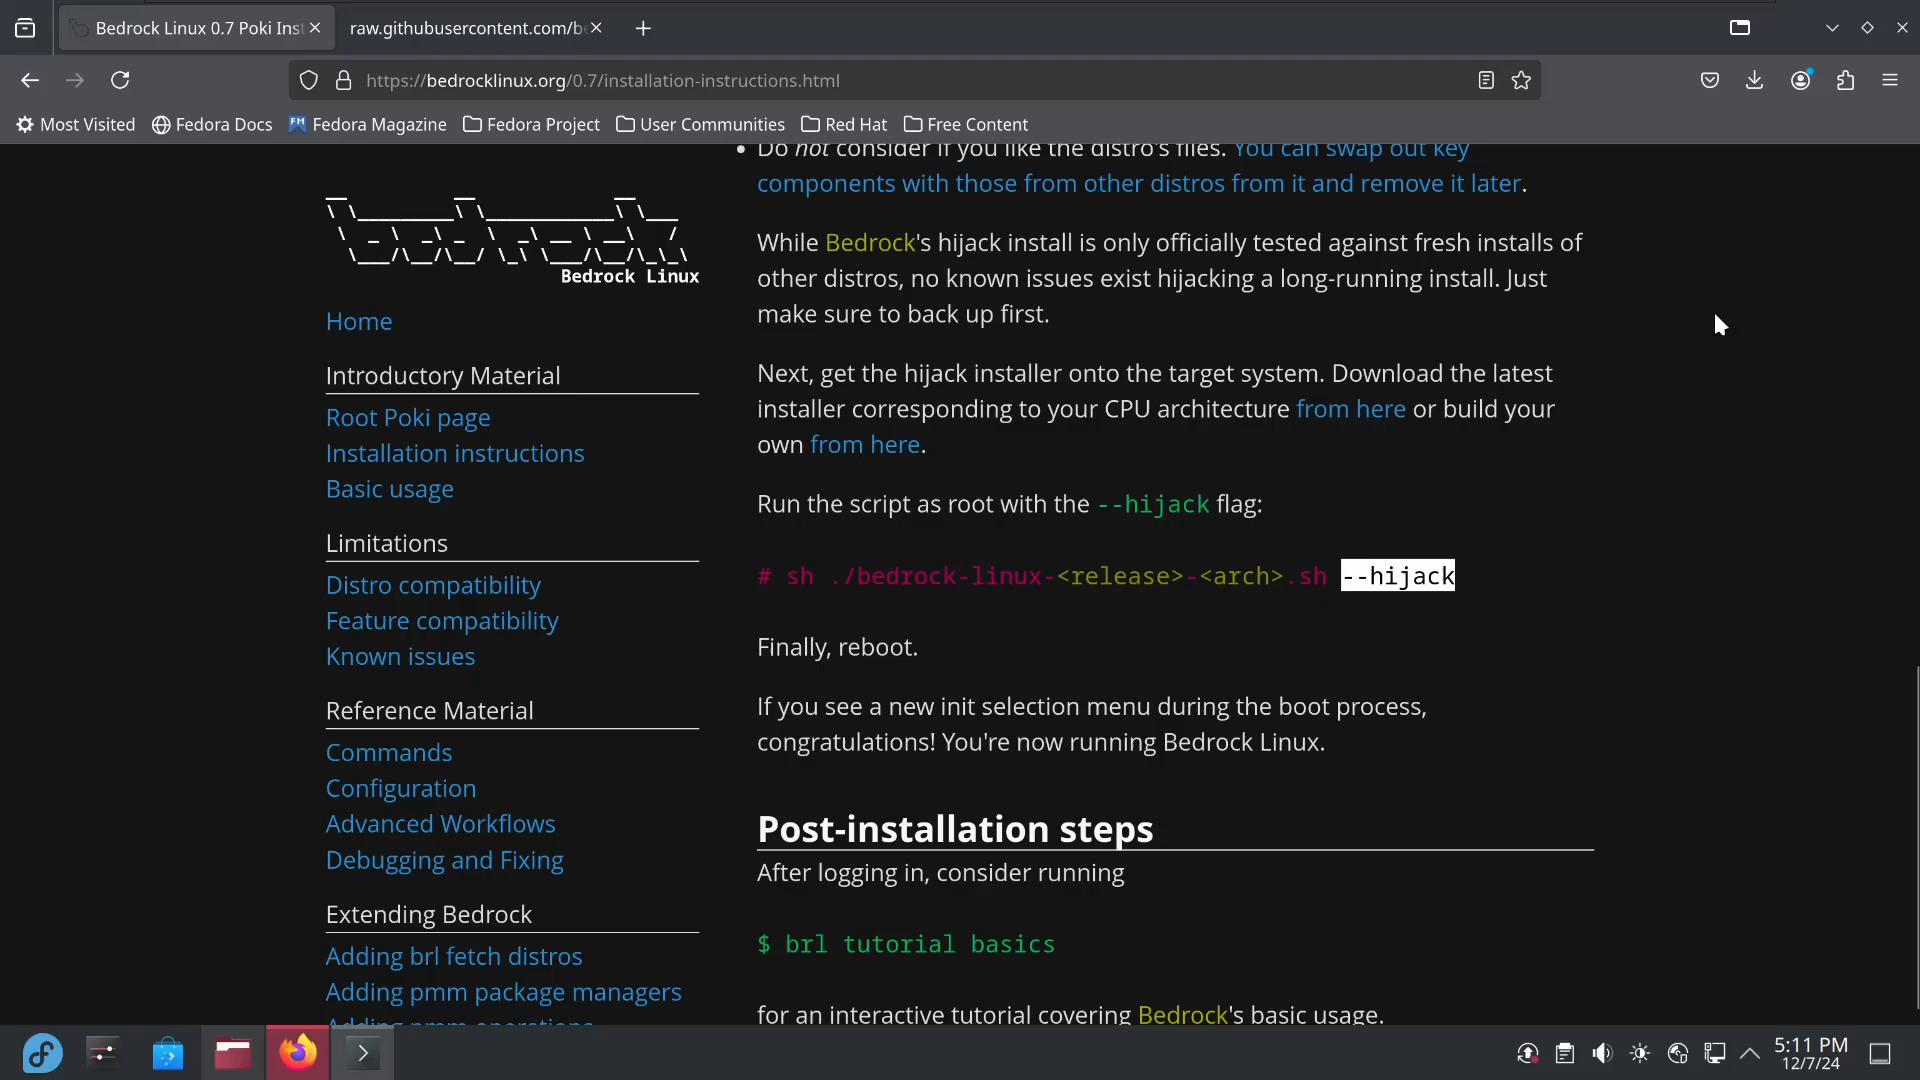 Bedrock Linux 0.7 Poki Inst
raw.githubusercontent.com/be
https://bedrocklinux.org/0.7/installation-instructions.html
Most Visited
Fedora Docs
Fedora Magazine
Fedora Project
User Communities
Red Hat
Free Content
Bedrock Linux
Home
Introductory Material
Root Poki page
Installation instructions
Basic usage
Limitations
Distro compatibility
Feature compatibility
Known issues
Reference Material
Commands
Configuration
Advanced Workflows
Debugging and Fixing
Extending Bedrock
Adding brl fetch distros
Adding pmm package managers
Adding pmm operations
• Do not consider if you like the distro's files. You can swap out key
components with those from other distros from it and remove it later.
While Bedrock's hijack install is only officially tested against fresh installs of
other distros, no known issues exist hijacking a long-running install. Just
make sure to back up first.
Next, get the hijack installer onto the target system. Download the latest
installer corresponding to your CPU architecture from here or build your
own from here.
Run the script as root with the --hijack flag:
# sh ./bedrock-linux-<release>-<arch>.sh --hijack
Finally, reboot.
If you see a new init selection menu during the boot process,
congratulations! You're now running Bedrock Linux.
Post-installation steps
After logging in, consider running
$ brl tutorial basics
for an interactive tutorial covering Bedrock's basic usage.
5:11 PM
12/7/24